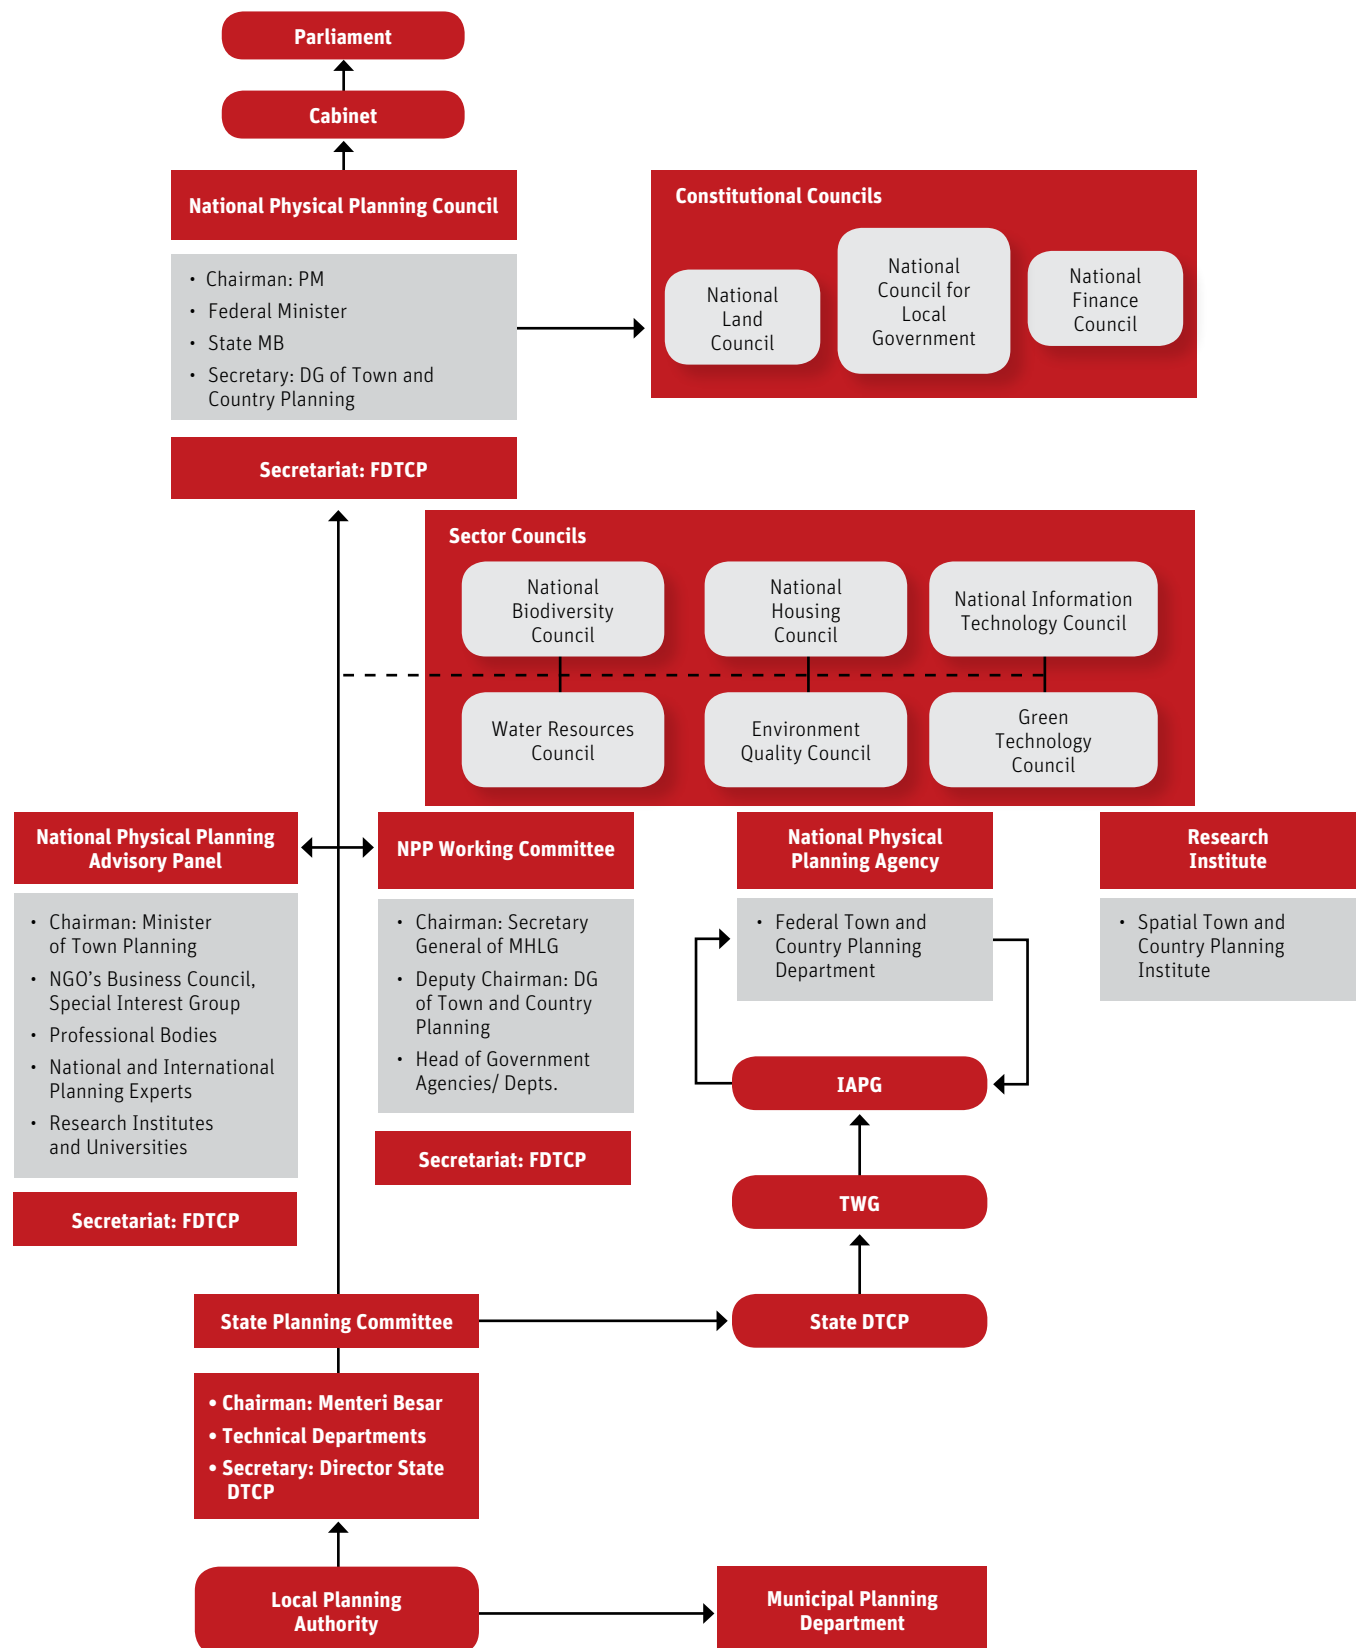 Parliament
Cabinet
National Physical Planning Council
• Chairman: PM
• Federal Minister
• State MB
• Secretary: DG of Town and
Country Planning
Secretariat: FDTCP
Constitutional Councils
National
Land
Council
National
Council for
Local
Government
National
Finance
Council
Sector Councils
National
Biodiversity
Council
National
Housing
Council
National Information
Technology Council
Water Resources
Council
Environment
Quality Council
Green
Technology
Council
National Physical Planning
Advisory Panel
• Chairman: Minister
of Town Planning
• NGO’s Business Council,
Special Interest Group
• Professional Bodies
• National and International
Planning Experts
• Research Institutes
and Universities
Secretariat: FDTCP
NPP Working Committee
• Chairman: Secretary
General of MHLG
• Deputy Chairman: DG
of Town and Country
Planning
• Head of Government
Agencies/ Depts.
Secretariat: FDTCP
National Physical
Planning Agency
• Federal Town and
Country Planning
Department
IAPG
TWG
State DTCP
Research
Institute
• Spatial Town and
Country Planning
Institute
State Planning Committee
• Chairman: Menteri Besar
• Technical Departments
• Secretary: Director State
DTCP
Local Planning
Authority
Municipal Planning
Department